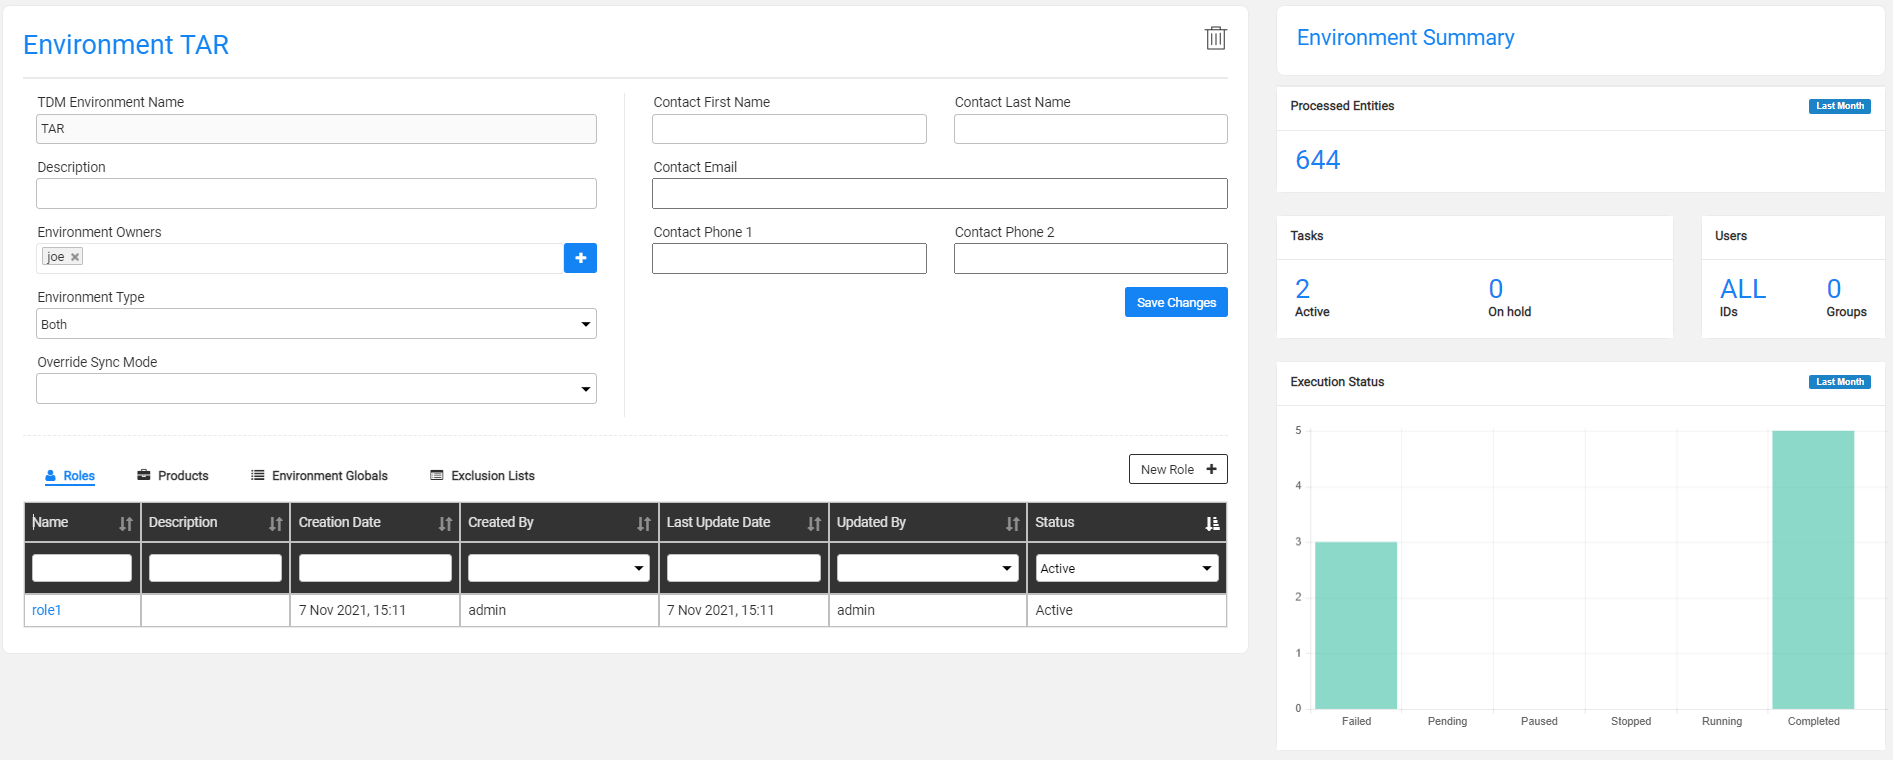 Environment TAR
TDM Environment Name
TAR
Description
Environment Owners
joe
Environment Type
Both
Override Sync Mode
Contact First Name
Contact Last Name
Contact Email
Contact Phone 1
Contact Phone 2
Save Changes
Roles
Products
Environment Globals
Exclusion Lists
New Role +
Name
Description
Creation Date
Created By
Last Update Date
Updated By
Status
Active
role1
7 Nov 2021, 15:11
admin
7 Nov 2021, 15:11
admin
Active
Environment Summary
Processed Entities
Last Month
644
Tasks
2
Active
0
On hold
Users
ALL
IDs
0
Groups
Execution Status
Last Month
5
4
3
2
1
0
Failed
Pending
Paused
Stopped
Running
Completed